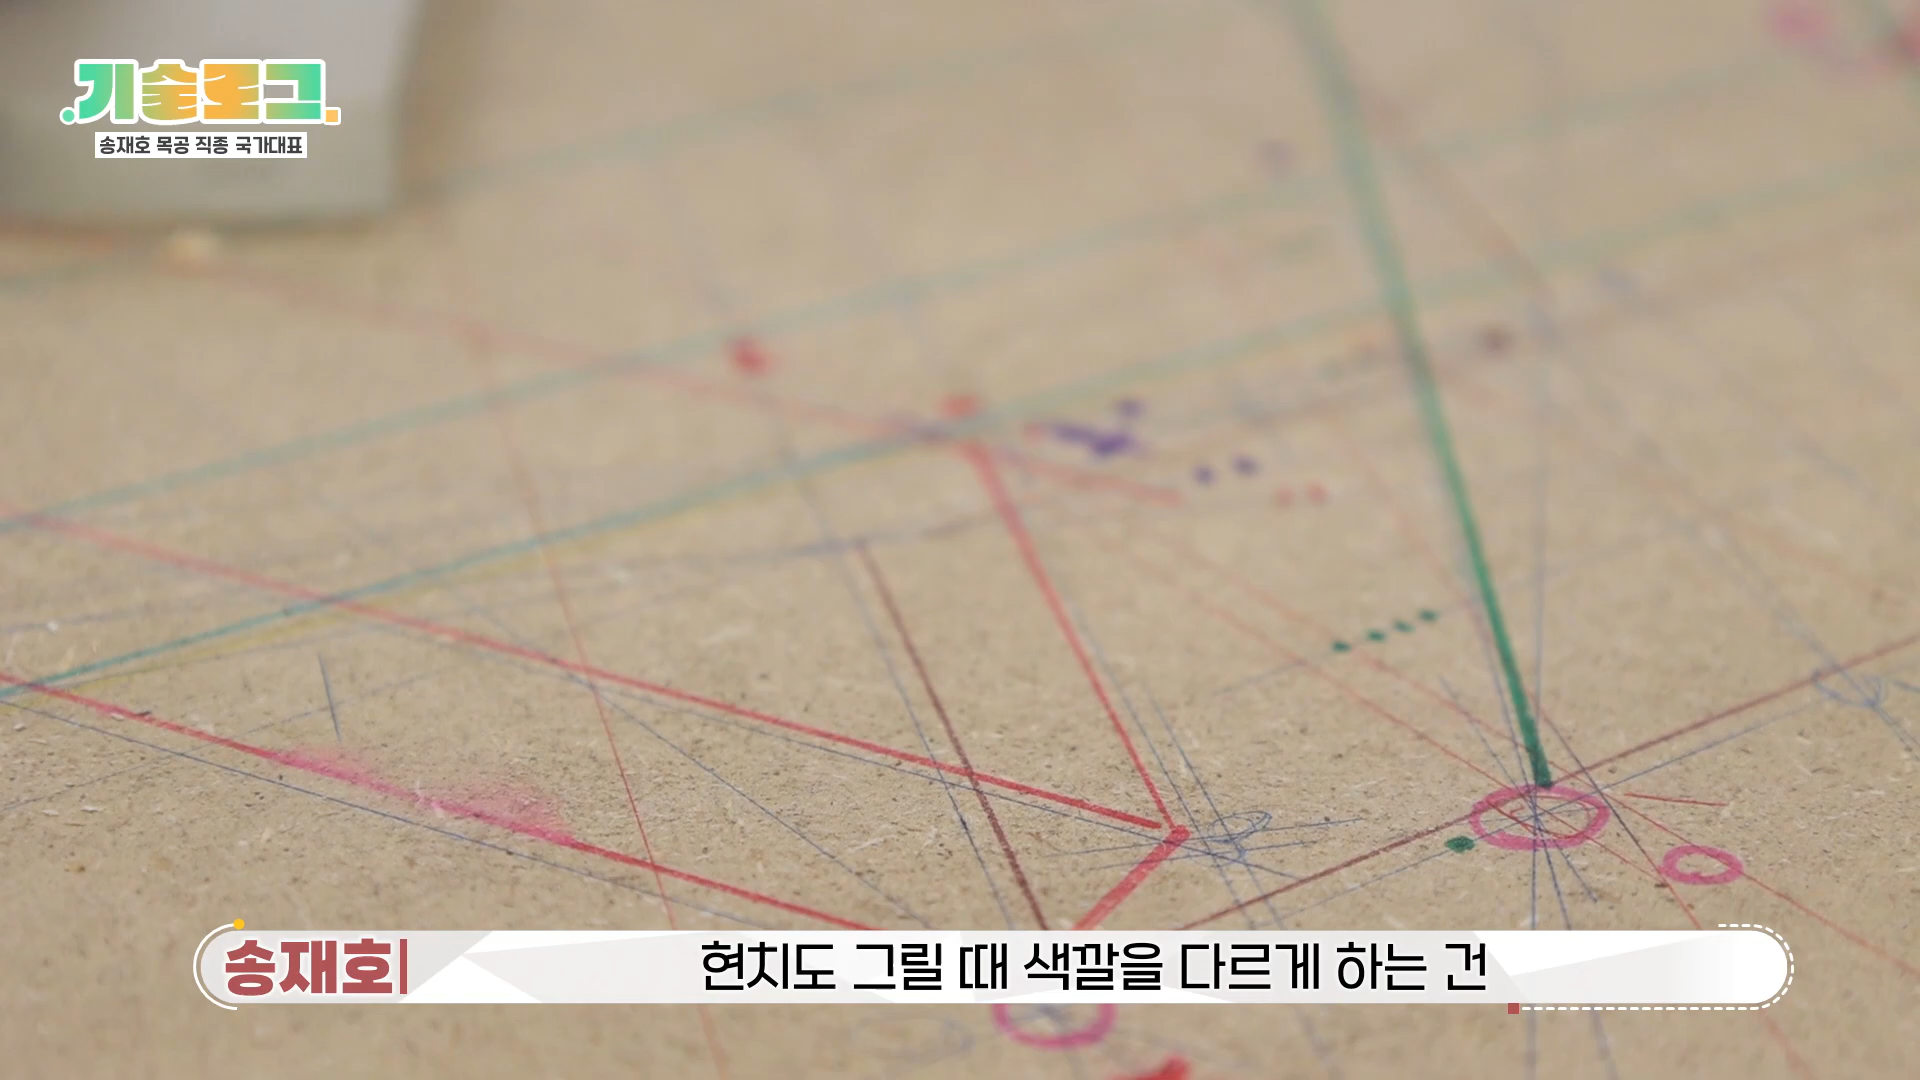 .기술로그.
송재호 목공 직종 국가대표
송재호 현치도 그릴 때 색깔을 다르게 하는 건